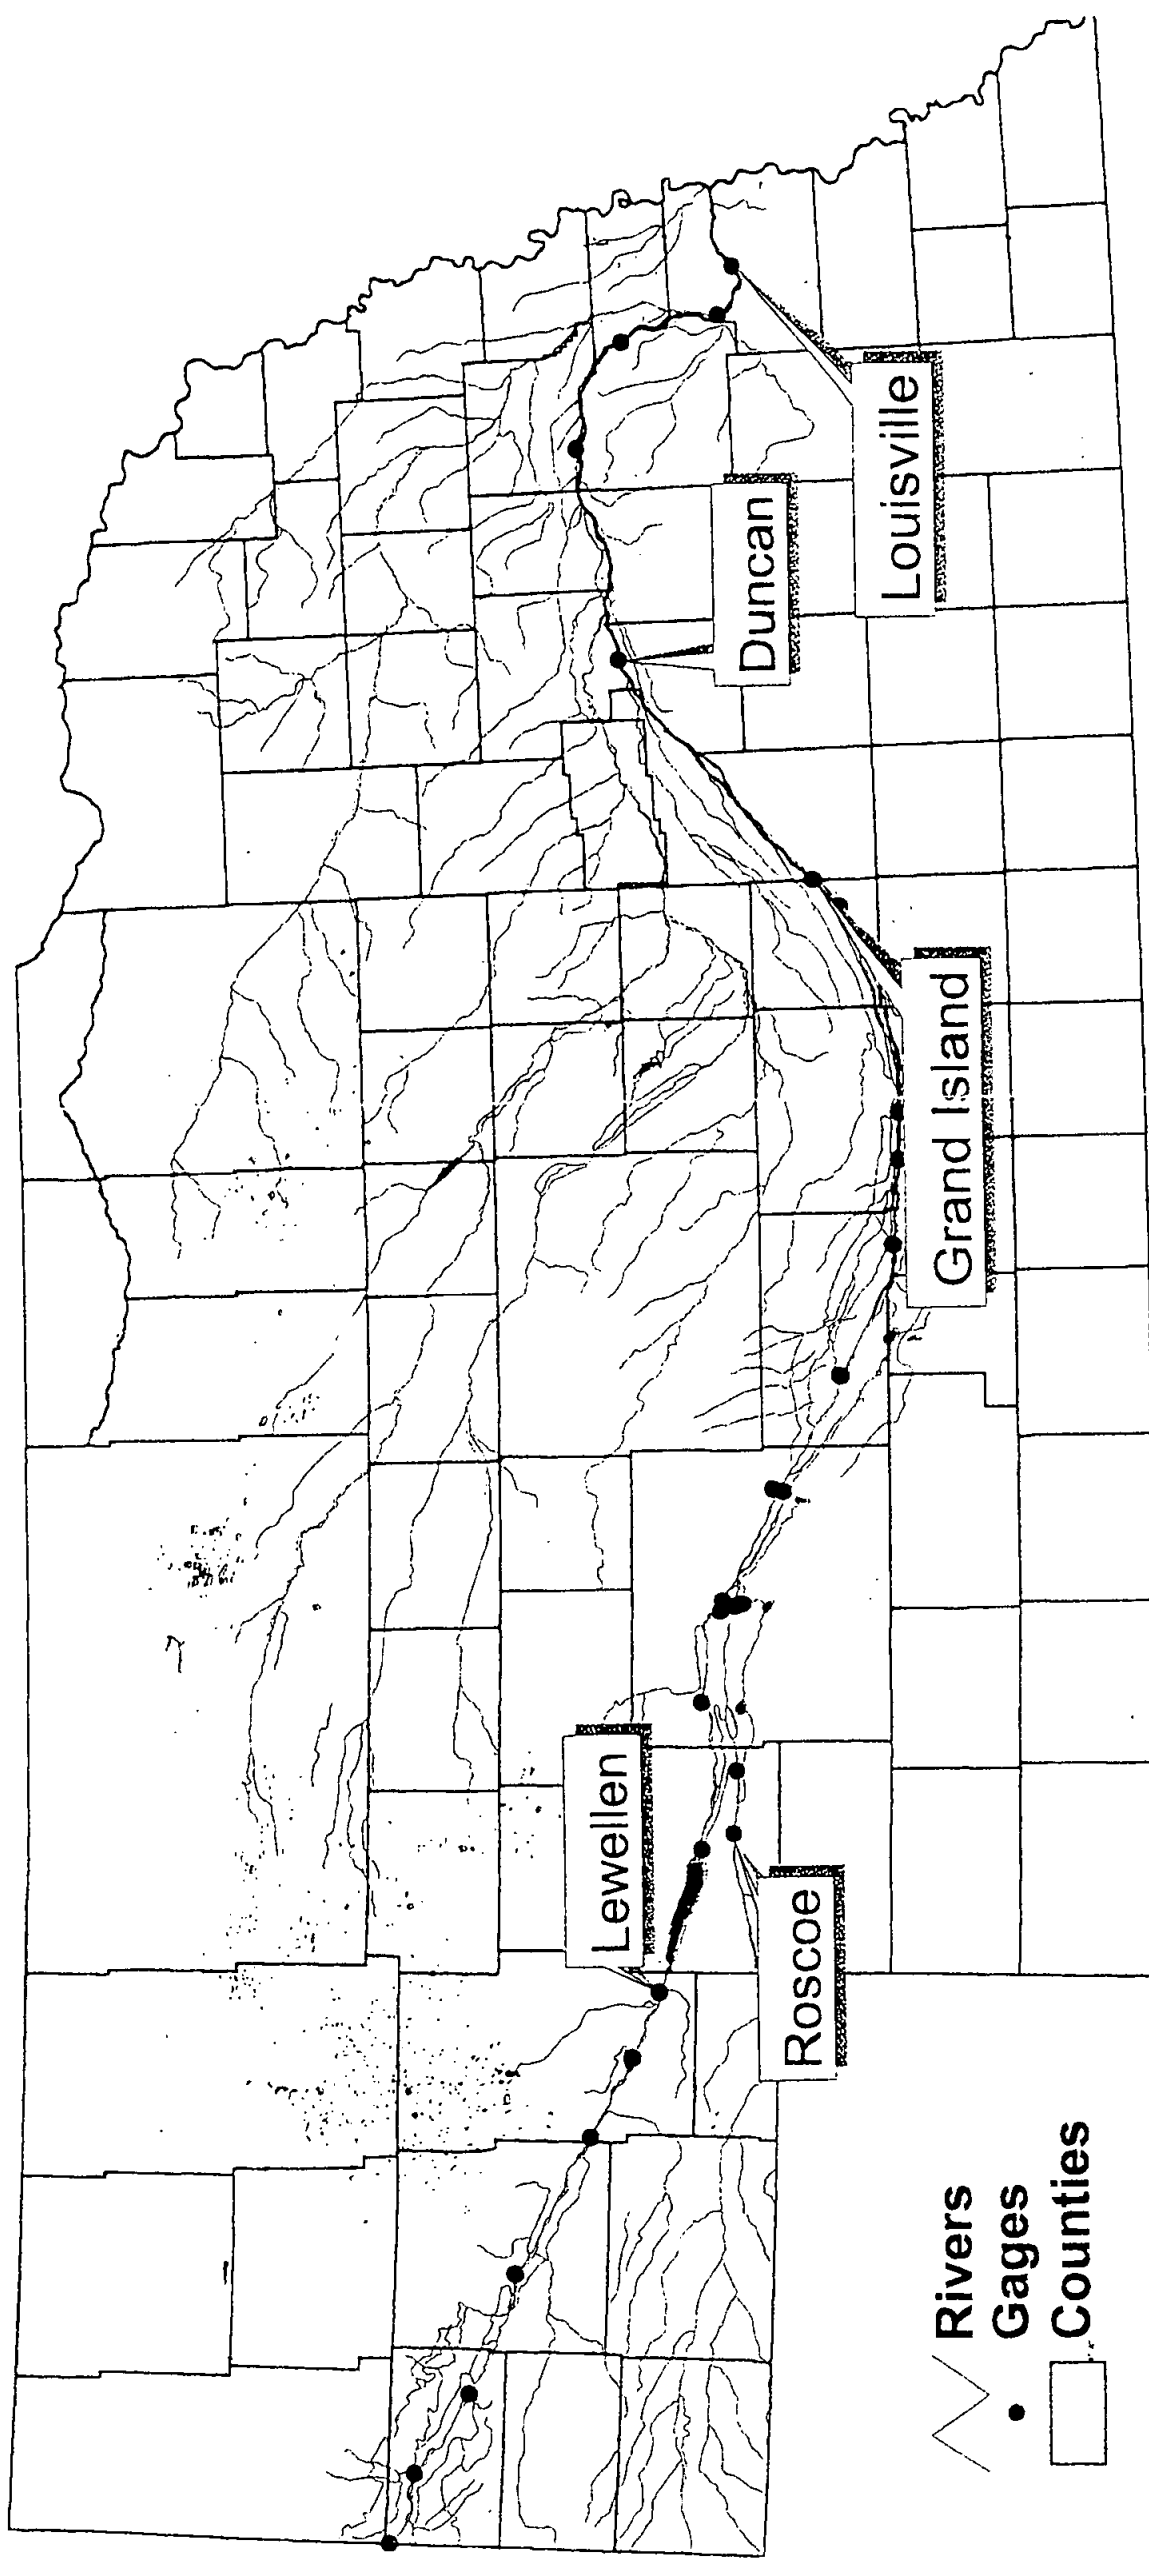 Lewellen
Roscoe
Grand Island
Duncan
Louisville
Rivers
Gages
Counties